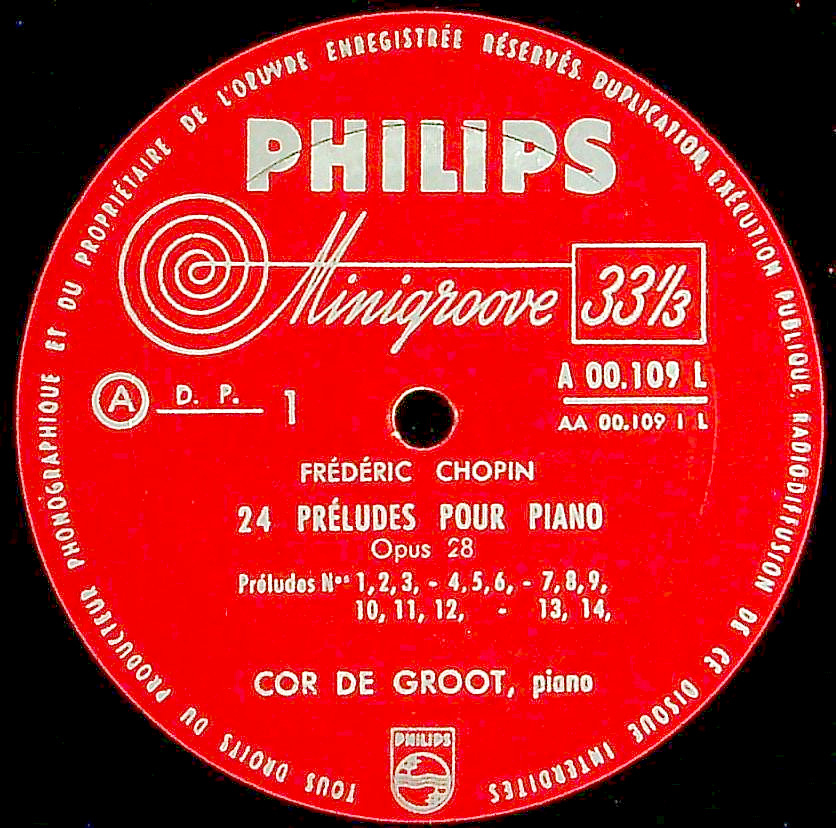 TOUS DROITS DU PRODUCTEUR PHONOGRAPHIQUE ET DU PROPRIÉTAIRE DE L'OEUVRE ENREGISTRÉE RÉSERVÉS. DUPLICATION, EXÉCUTION PUBLIQUE, RADIODIFFUSION DE CE DISQUE INTERDITES
PHILIPS
Minigroove 33 1/3
A 00.109 L
A D. P. 1
AA 00.109 1 L
FRÉDÉRIC CHOPIN
24 PRÉLUDES POUR PIANO
Opus 28
Préludes Nos 1, 2, 3, - 4, 5, 6, - 7, 8, 9,
10, 11, 12, - 13, 14,
COR DE GROOT, piano
PHILIPS